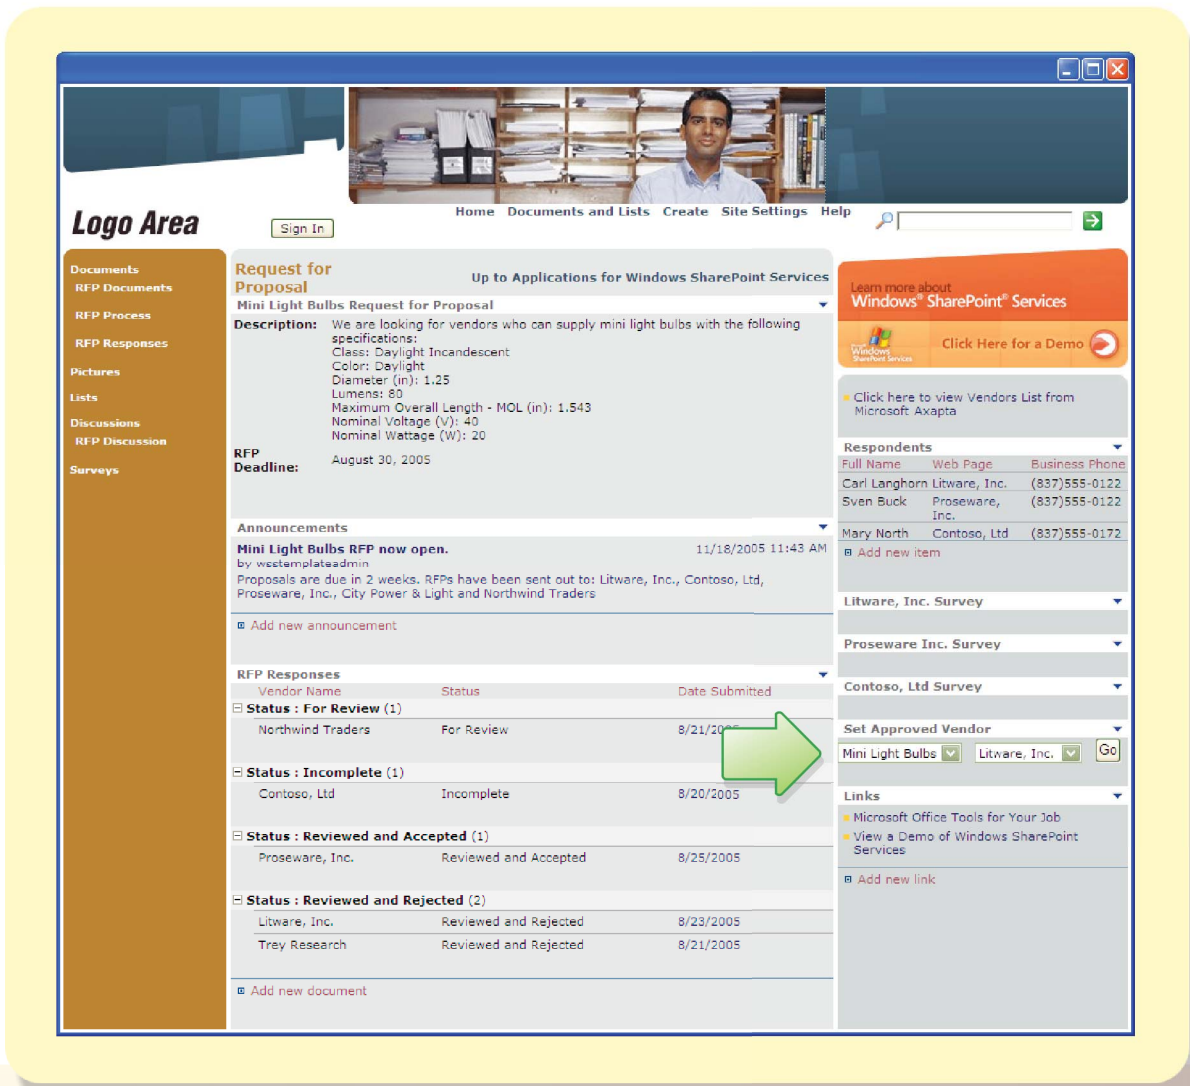 Home Documents and Lists Create Site Settings Help
Logo Area
Sign In
Documents
RFP Documents
RFP Process
RFP Responses
Pictures
Lists
Discussions
RFP Discussion
Surveys
Request for
Proposal
Up to Applications for Windows SharePoint Services
Mini Light Bulbs Request for Proposal
Description: We are looking for vendors who can supply mini light bulbs with the following
specifications:
Class: Daylight Incandescent
Color: Daylight
Diameter (in): 1.25
Lumens: 80
Maximum Overall Length - MOL (in): 1.543
Nominal Voltage (V): 40
Nominal Wattage (W): 20
RFP
Deadline: August 30, 2005
Announcements
Mini Light Bulbs RFP now open. 11/18/2005 11:43 AM
by wsstemplateadmin
Proposals are due in 2 weeks. RFPs have been sent out to: Litware, Inc., Contoso, Ltd,
Proseware, Inc., City Power & Light and Northwind Traders
Add new announcement
RFP Responses
Vendor Name Status Date Submitted
Status : For Review (1)
Northwind Traders For Review 8/21/2005
Status : Incomplete (1)
Contoso, Ltd Incomplete 8/20/2005
Status : Reviewed and Accepted (1)
Proseware, Inc. Reviewed and Accepted 8/25/2005
Status : Reviewed and Rejected (2)
Litware, Inc. Reviewed and Rejected 8/23/2005
Trey Research Reviewed and Rejected 8/21/2005
Add new document
Learn more about
Windows® SharePoint® Services
Microsoft
Windows
SharePoint Services
Click Here for a Demo
Click here to view Vendors List from
Microsoft Axapta
Respondents
Full Name Web Page Business Phone
Carl Langhorn Litware, Inc. (837)555-0122
Sven Buck Proseware, (837)555-0122
Inc.
Mary North Contoso, Ltd (837)555-0172
Add new item
Litware, Inc. Survey
Proseware Inc. Survey
Contoso, Ltd Survey
Set Approved Vendor
Mini Light Bulbs Litware, Inc. Go
Links
Microsoft Office Tools for Your Job
View a Demo of Windows SharePoint
Services
Add new link